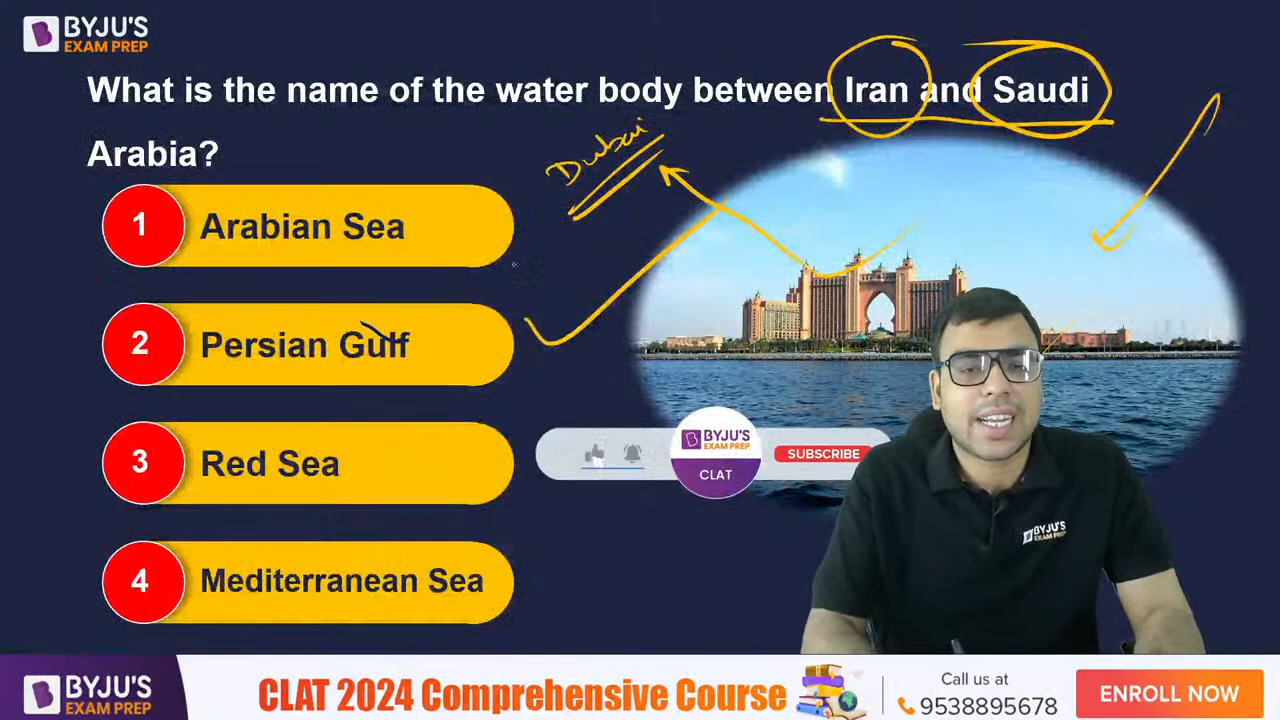 BYJU'S
EXAM PREP
What is the name of the water body between Iran and Saudi
Arabia?
Dubai
1 Arabian Sea
2 Persian Gulf
3 Red Sea
4 Mediterranean Sea
BYJU'S
EXAM PREP
CLAT
SUBSCRIBE
BYJU'S
EXAM PREP
BYJU'S
EXAM PREP
CLAT 2024 Comprehensive Course
Call us at
9538895678
ENROLL NOW